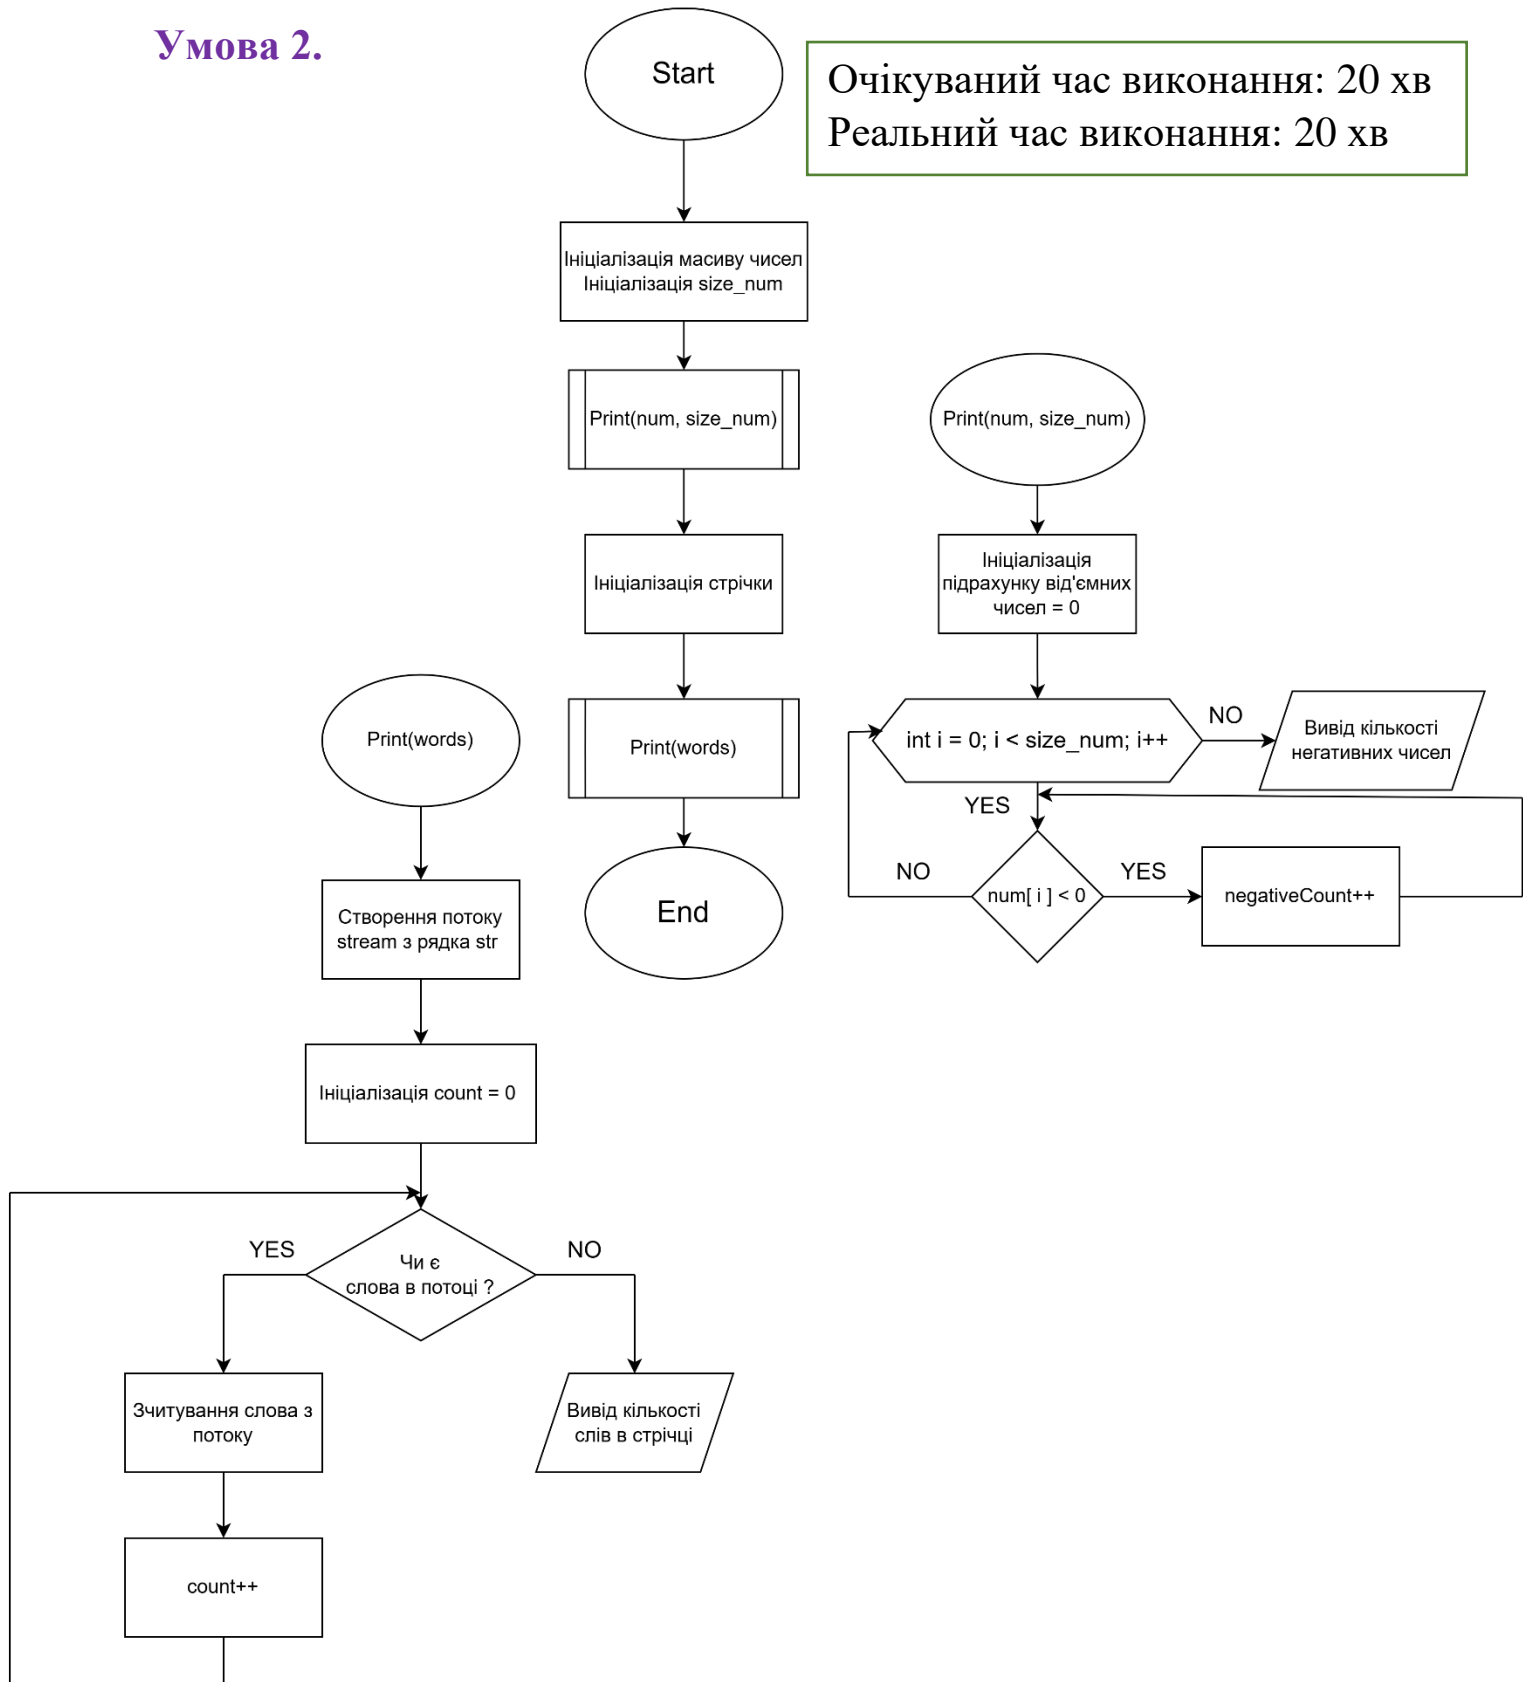 Умова 2.
Start
Очікуваний час виконання: 20 хв
Реальний час виконання: 20 хв
Ініціалізація масиву чисел
Ініціалізація size_num
Print(num, size_num)
Print(num, size_num)
Ініціалізація стрічки
Ініціалізація
підрахунку від'ємних
чисел = 0
Print(words)
Print(words)
int i = 0; i < size_num; i++
NO
Вивід кількості
негативних чисел
YES
NO
num[ i ] < 0
YES
negativeCount++
End
Створення потоку
stream з рядка str
Ініціалізація count = 0
YES
Чи є
слова в потоці ?
NO
Зчитування слова з
потоку
Вивід кількості
слів в стрічці
count++